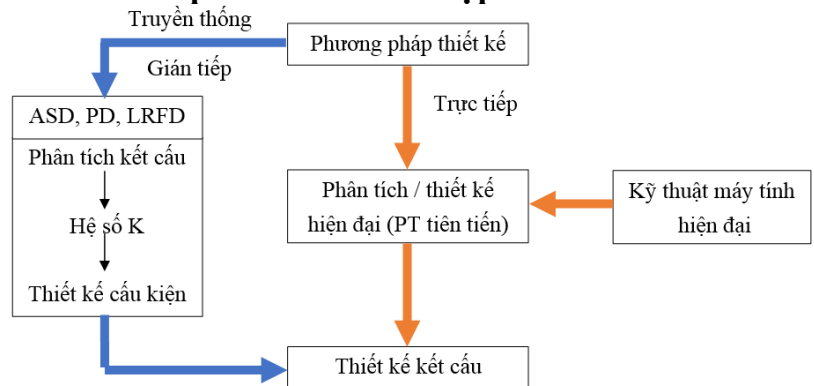 Truyền thống
Phương pháp thiết kế
Gián tiếp
Trực tiếp
ASD, PD, LRFD
Phân tích kết cấu
Hệ số K
Thiết kế cấu kiện
Phân tích / thiết kế
hiện đại (PT tiên tiến)
Kỹ thuật máy tính
hiện đại
Thiết kế kết cấu